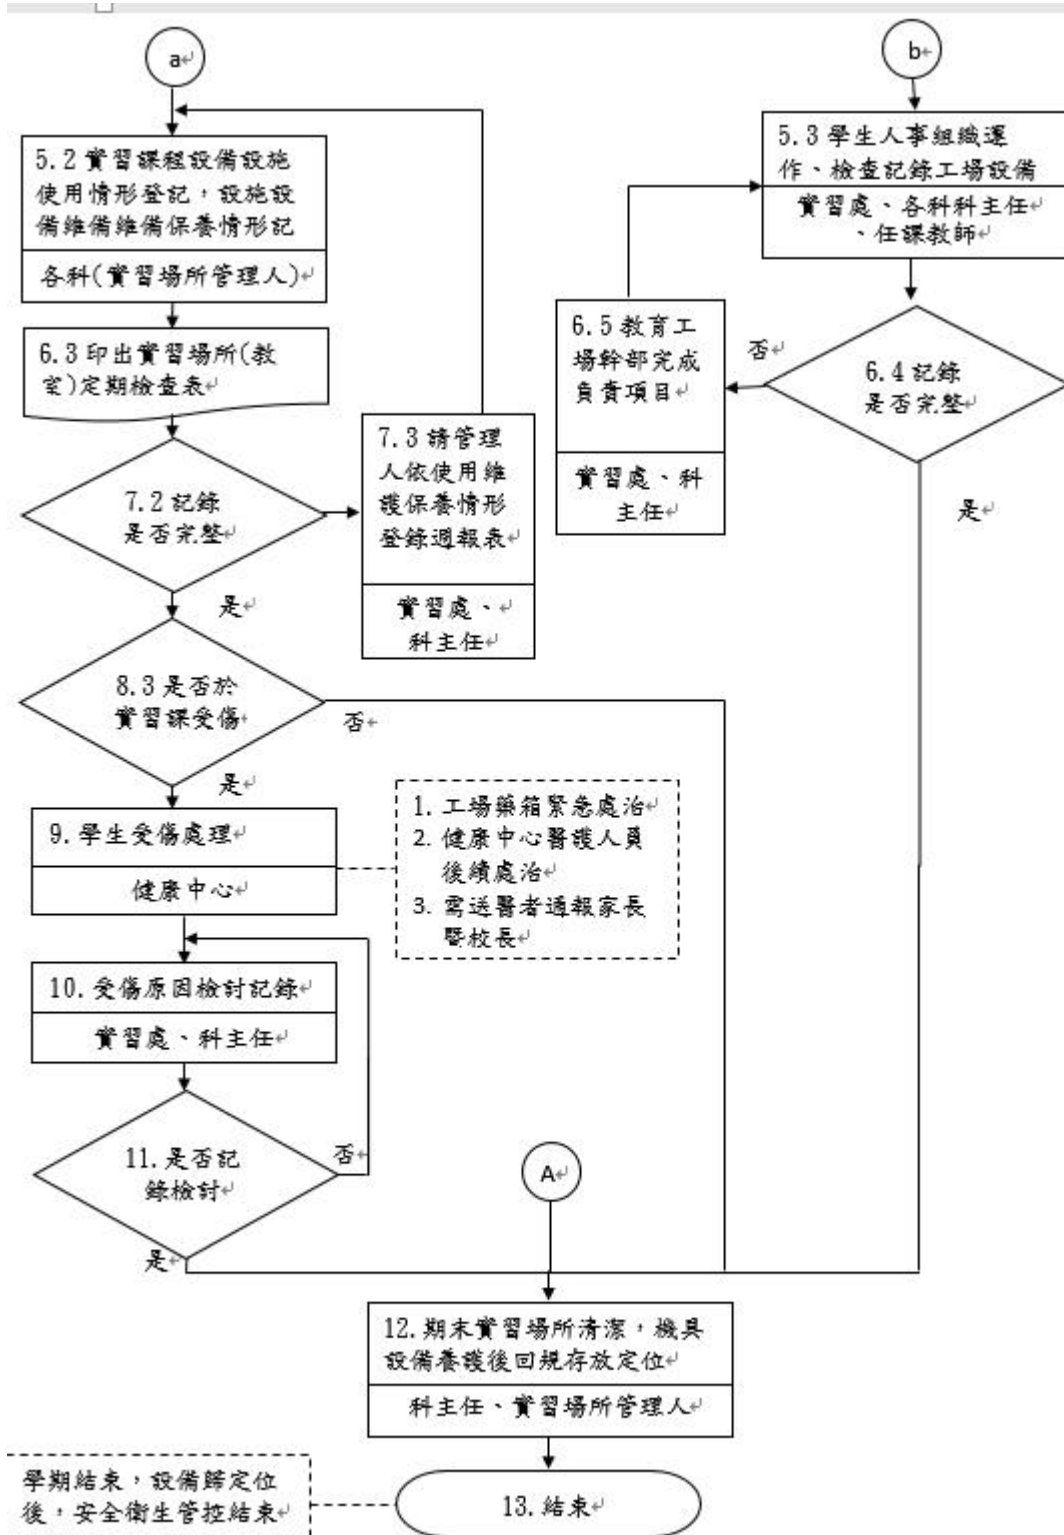 a
5.2 實習課程設備設施
使用情形登記，設施設
備維備維備保養情形記
各科(實習場所管理人)
6.3 印出實習場所(教
室)定期檢查表
7.2 記錄
是否完整
是
7.3 請管理
人依使用維
護保養情形
登錄週報表
實習處、
科主任
8.3 是否於
實習課受傷
否
是
9. 學生受傷處理
健康中心
1. 工場藥箱緊急處治
2. 健康中心醫護人員
後續處治
3. 需送醫者通報家長
暨校長
10. 受傷原因檢討記錄
實習處、科主任
11. 是否記
錄檢討
否
是
b
5.3 學生人事組織運
作、檢查記錄工場設備
實習處、各科科主任
、任課教師
6.4 記錄
是否完整
否
是
6.5 教育工
場幹部完成
負責項目
實習處、科
主任
A
12. 期末實習場所清潔，機具
設備養護後回規存放定位
科主任、實習場所管理人
13. 結束
學期結束，設備歸定位
後，安全衛生管控結束